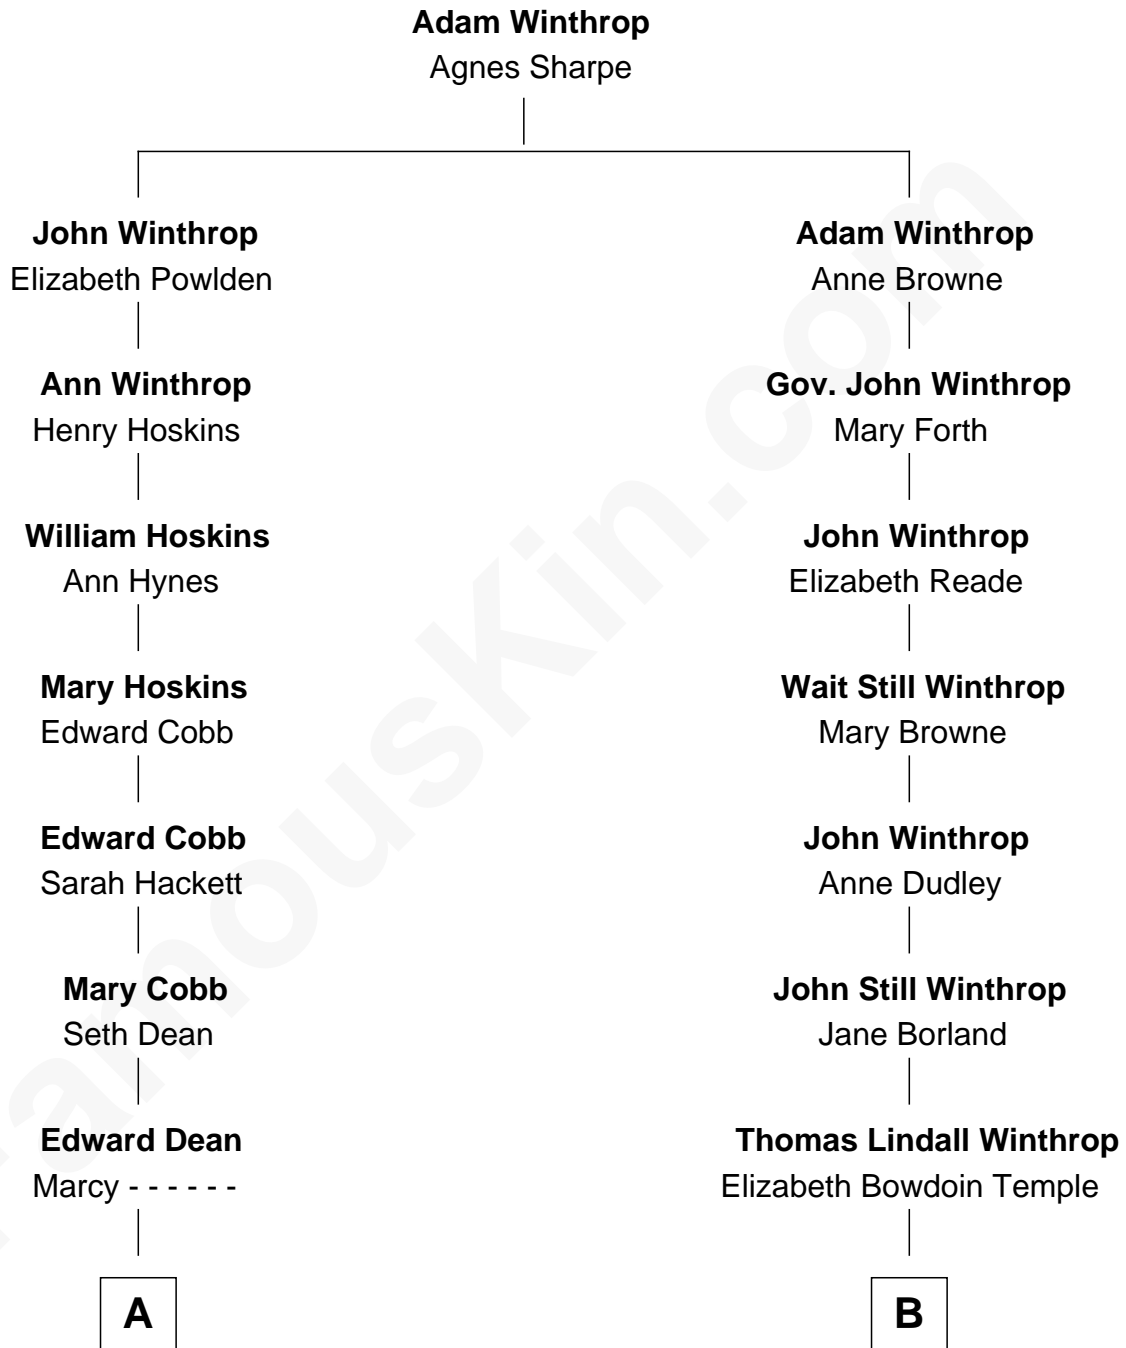 Adam Winthrop
Agnes Sharpe
John Winthrop
Elizabeth Powlden
Ann Winthrop
Henry Hoskins
William Hoskins
Ann Hynes
Mary Hoskins
Edward Cobb
Edward Cobb
Sarah Hackett
Mary Cobb
Seth Dean
Edward Dean
Marcy - - - - - -
A
Adam Winthrop
Anne Browne
Gov. John Winthrop
Mary Forth
John Winthrop
Elizabeth Reade
Wait Still Winthrop
Mary Browne
John Winthrop
Anne Dudley
John Still Winthrop
Jane Borland
Thomas Lindall Winthrop
Elizabeth Bowdoin Temple
B
FamousKin.com